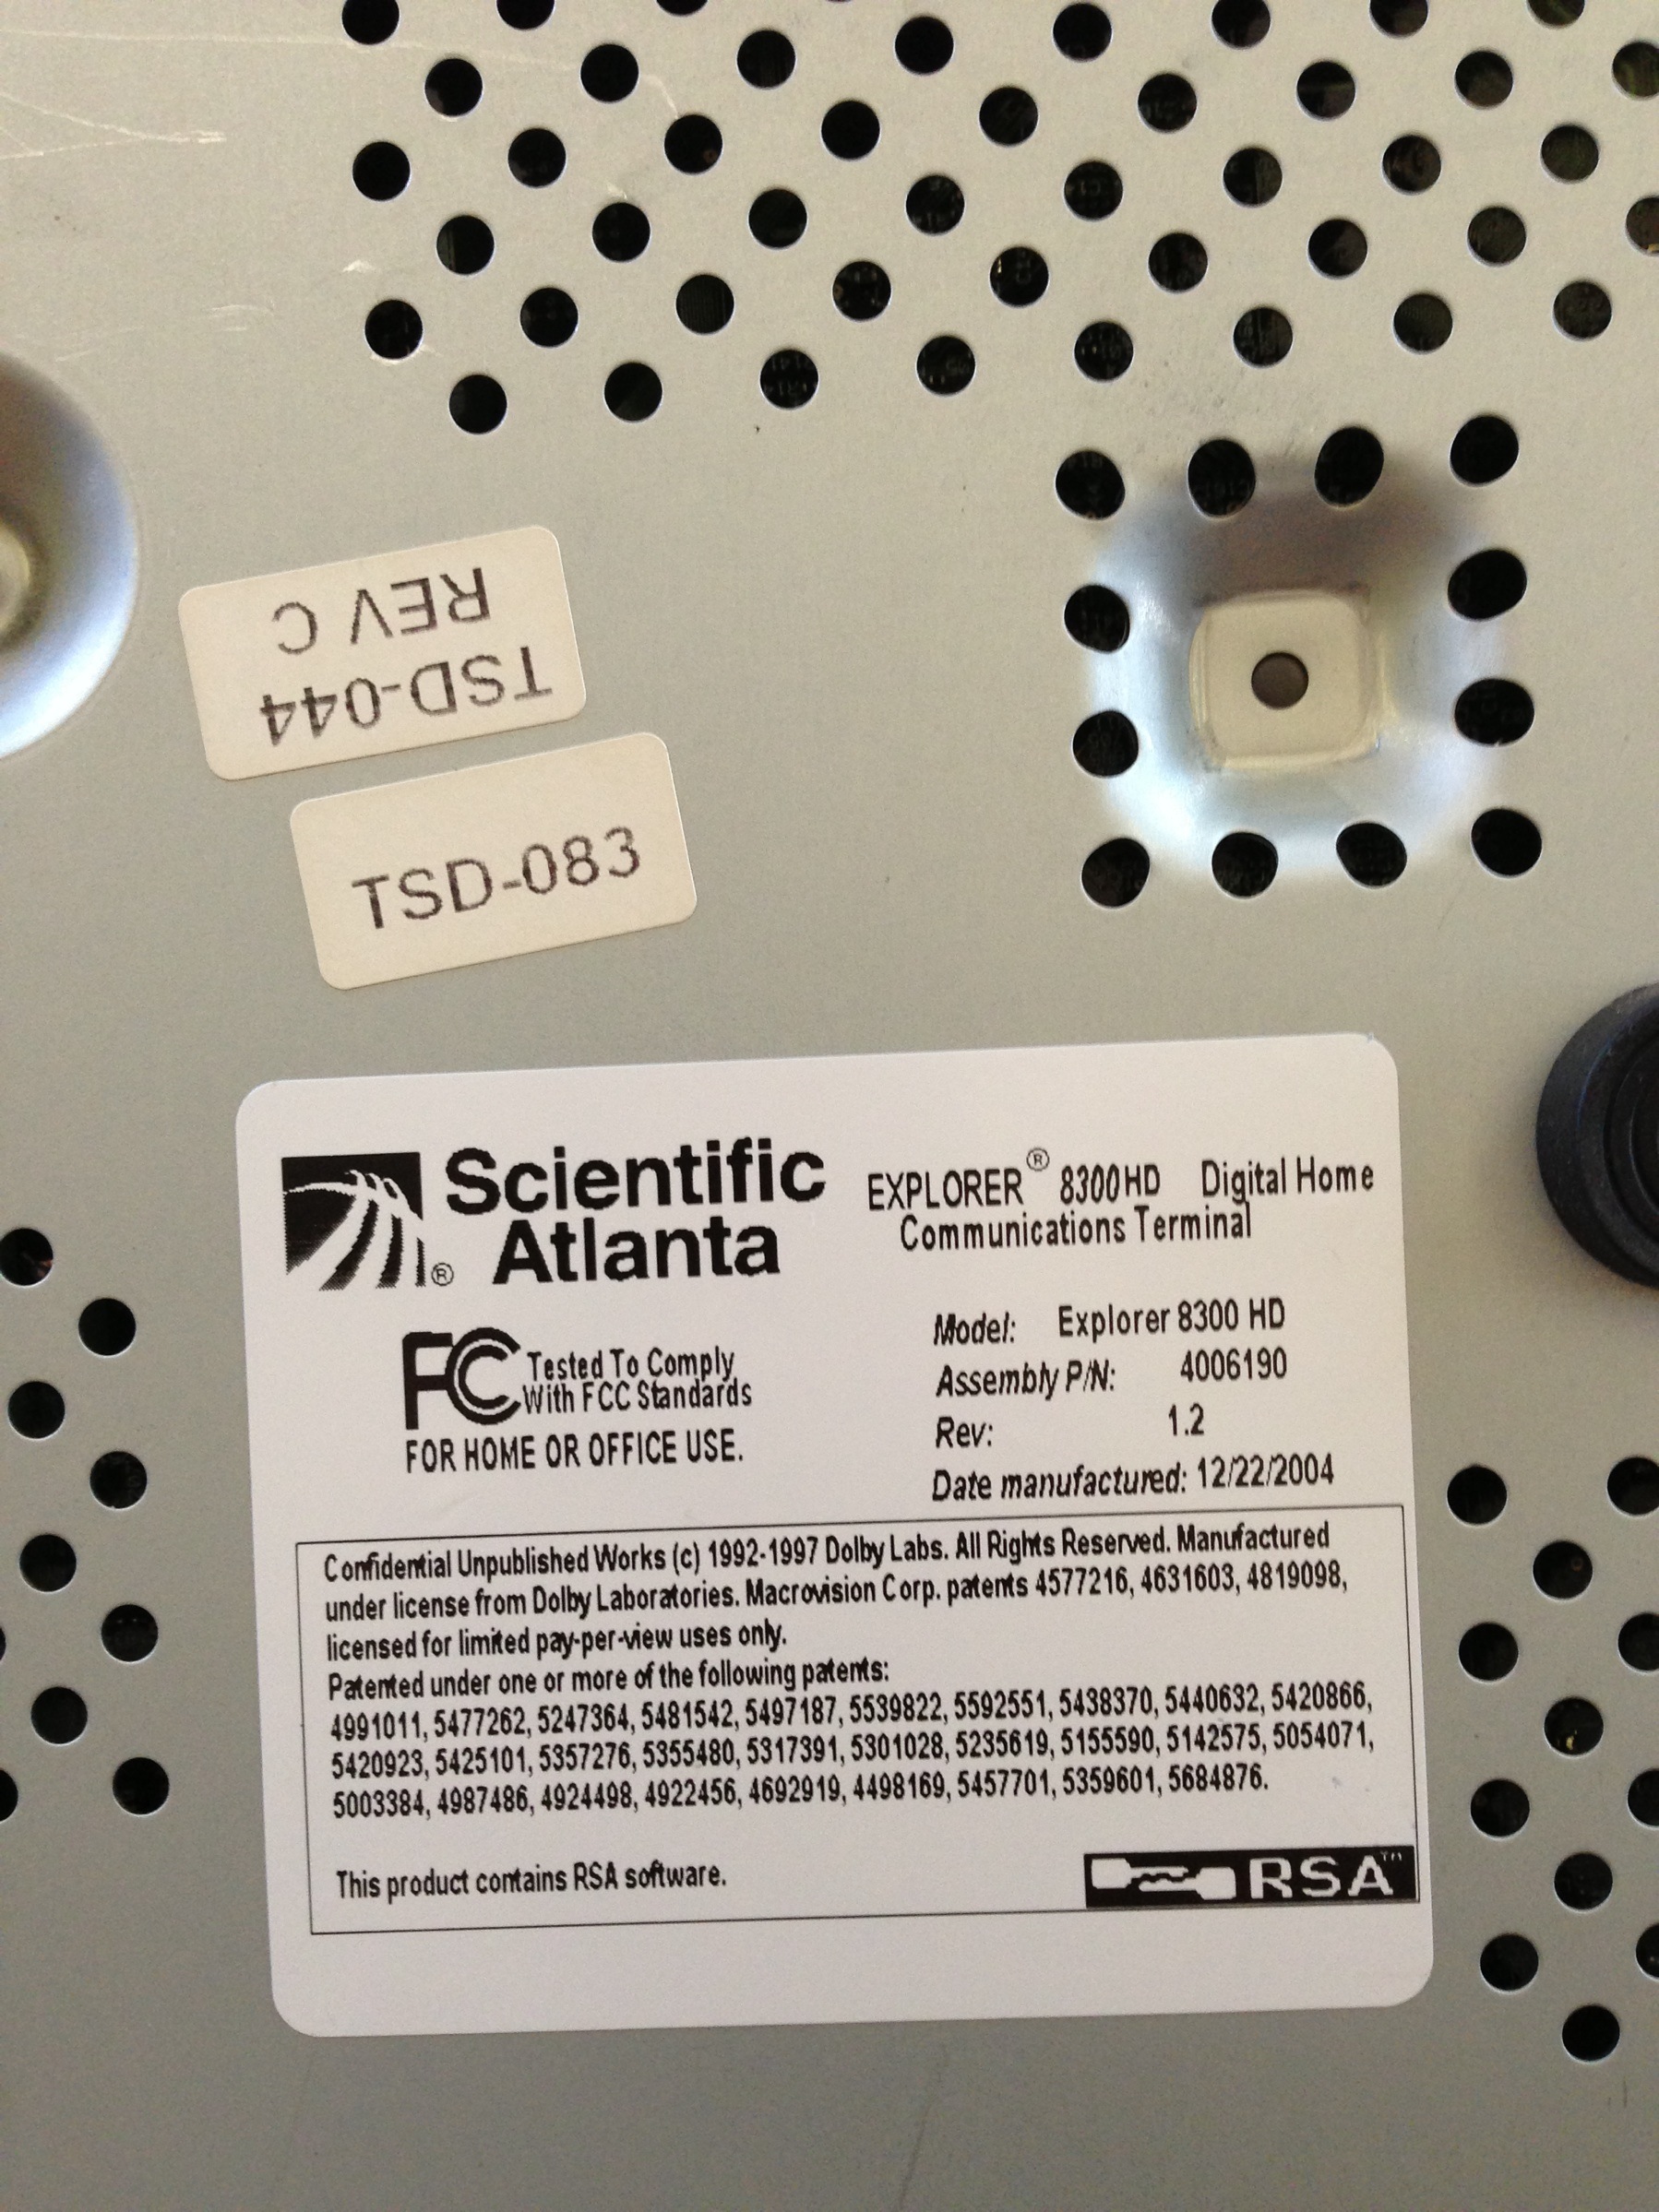 TSD-044
REV C
TSD-083
Scientific
Atlanta
®
EXPLORER® 8300HD Digital Home
Communications Terminal
FC Tested To Comply
With FCC Standards
FOR HOME OR OFFICE USE.
Model: Explorer 8300 HD
Assembly P/N: 4006190
Rev: 1.2
Date manufactured: 12/22/2004
Confidential Unpublished Works (c) 1992-1997 Dolby Labs. All Rights Reserved. Manufactured
under license from Dolby Laboratories. Macrovision Corp. patents 4577216, 4631603, 4819098,
licensed for limited pay-per-view uses only.
Patented under one or more of the following patents:
4991011, 5477262, 5247364, 5481542, 5497187, 5539822, 5592551, 5438370, 5440632, 5420866,
5420923, 5425101, 5357276, 5355480, 5317391, 5301028, 5235619, 5155590, 5142575, 5054071,
5003384, 4987486, 4924498, 4922456, 4692919, 4498169, 5457701, 5359601, 5684876.
This product contains RSA software.
RSA™